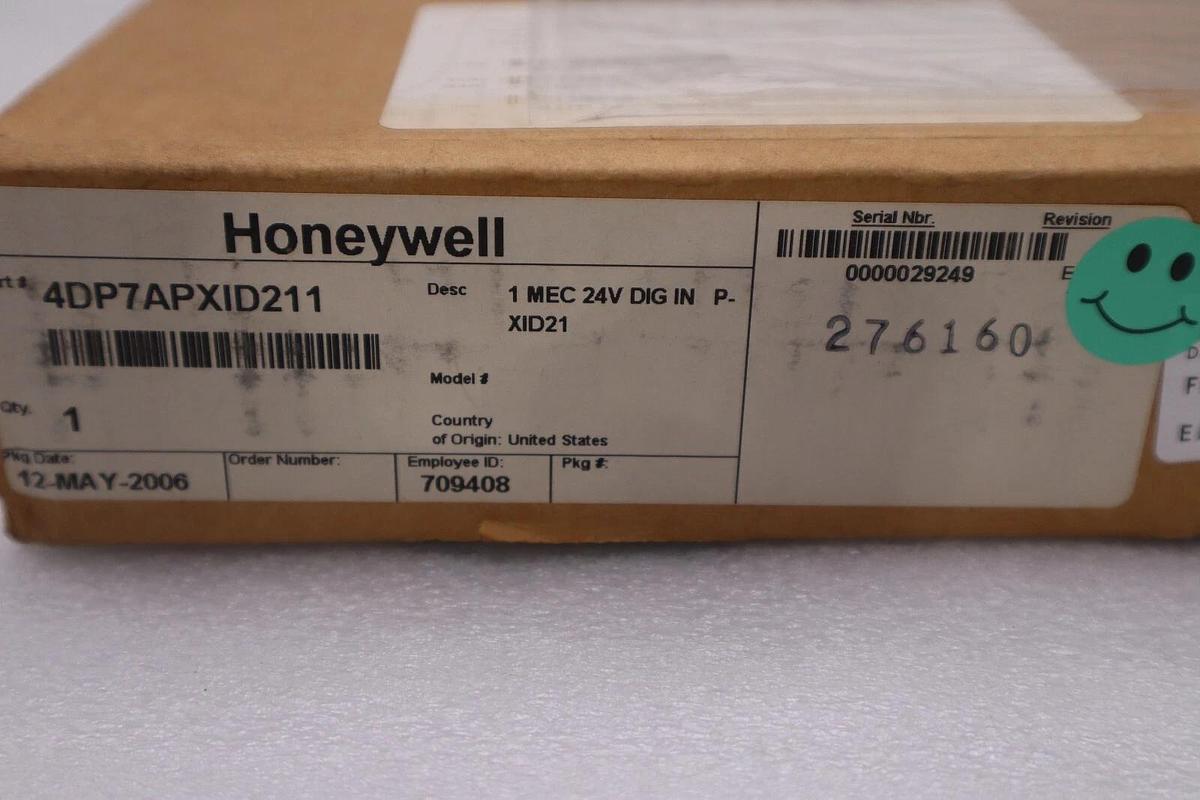 Honeywell
rt # 4DP7APXID211
Desc 1 MEC 24V DIG IN P-
XID21
Model #
Qty. 1
Country
of Origin: United States
Pkg Date:
12-MAY-2006
Order Number:
Employee ID:
709408
Pkg #:
Serial Nbr. Revision
0000029249 E
276160
D
F
E